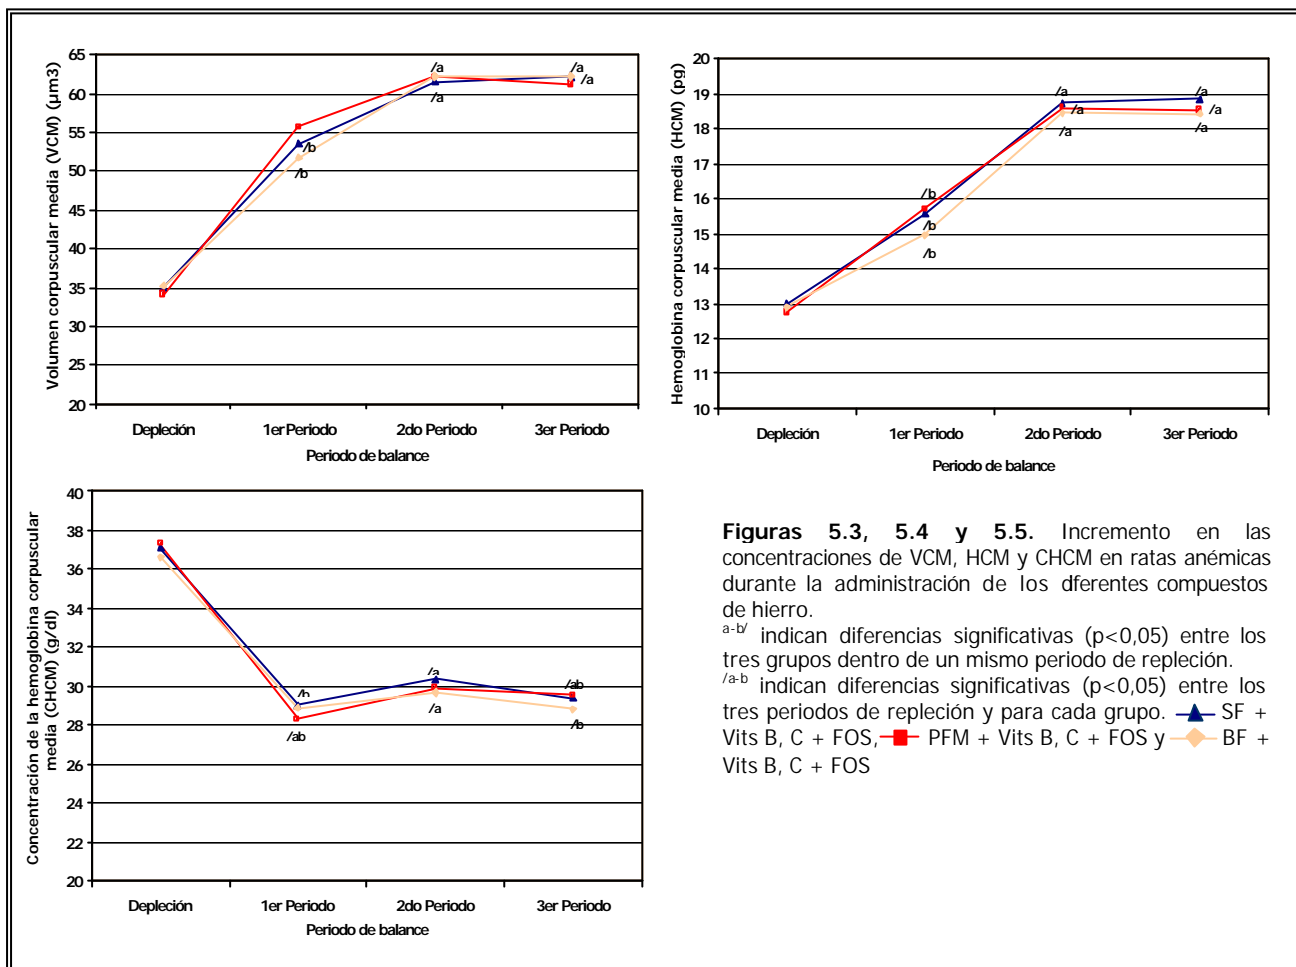 Volumen corpuscular media (VCM) (µm3)
65
60
55
50
45
40
35
30
25
20
/a
/a
/a
/a
/b
/b
Depleción 1er Periodo 2do Periodo 3er Periodo
Periodo de balance
Hemoglobina corpuscular media (HCM) (pg)
20
19
18
17
16
15
14
13
12
11
10
/a
/a
/a
/a
/a
/a
/b
/b
/b
Depleción 1er Periodo 2do Periodo 3er Periodo
Periodo de balance
Concentración de la hemoglobina corpuscular
media (CHCM) (g/dl)
40
38
36
34
32
30
28
26
24
22
20
/b
/ab
/a
/a
/ab
/b
Depleción 1er Periodo 2do Periodo 3er Periodo
Periodo de balance
Figuras 5.3, 5.4 y 5.5. Incremento en las
concentraciones de VCM, HCM y CHCM en ratas anémicas
durante la administración de los dferentes compuestos
de hierro.
a-b/ indican diferencias significativas (p<0,05) entre los
tres grupos dentro de un mismo periodo de repleción.
/a-b indican diferencias significativas (p<0,05) entre los
tres periodos de repleción y para cada grupo. SF +
Vits B, C + FOS, PFM + Vits B, C + FOS y BF +
Vits B, C + FOS